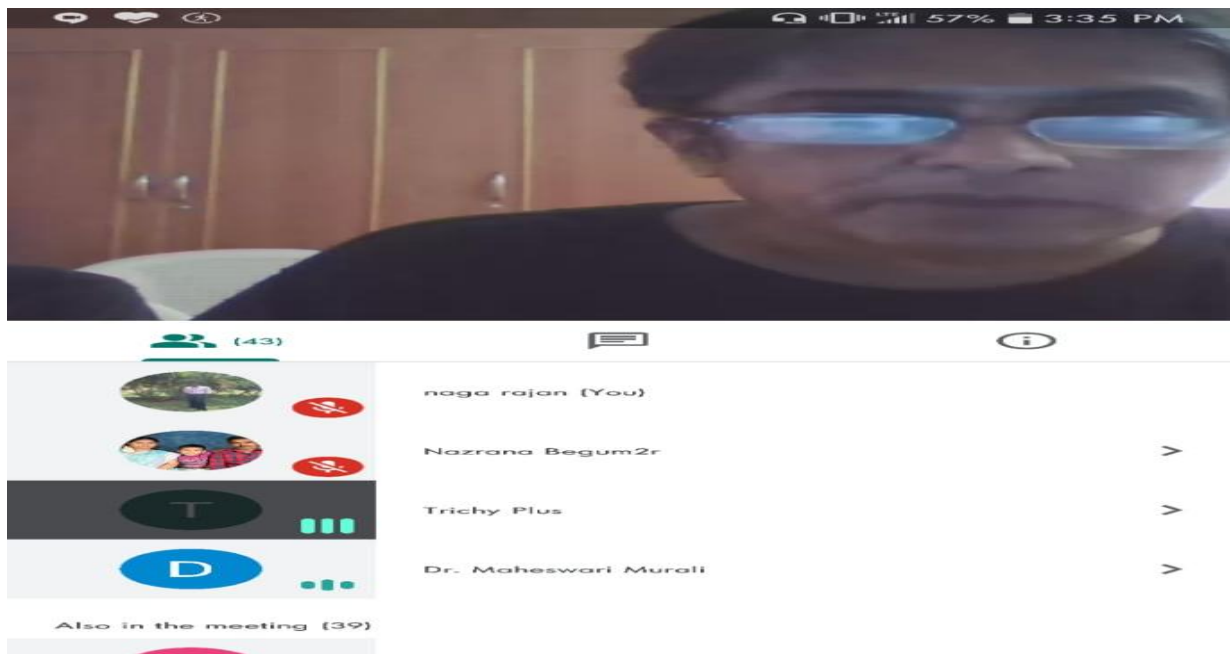 LTE 57% 3:35 PM
(43)
naga rajan (You)
Nazrana Begum2r
T Trichy Plus
D Dr. Maheswari Murali
Also in the meeting (39)